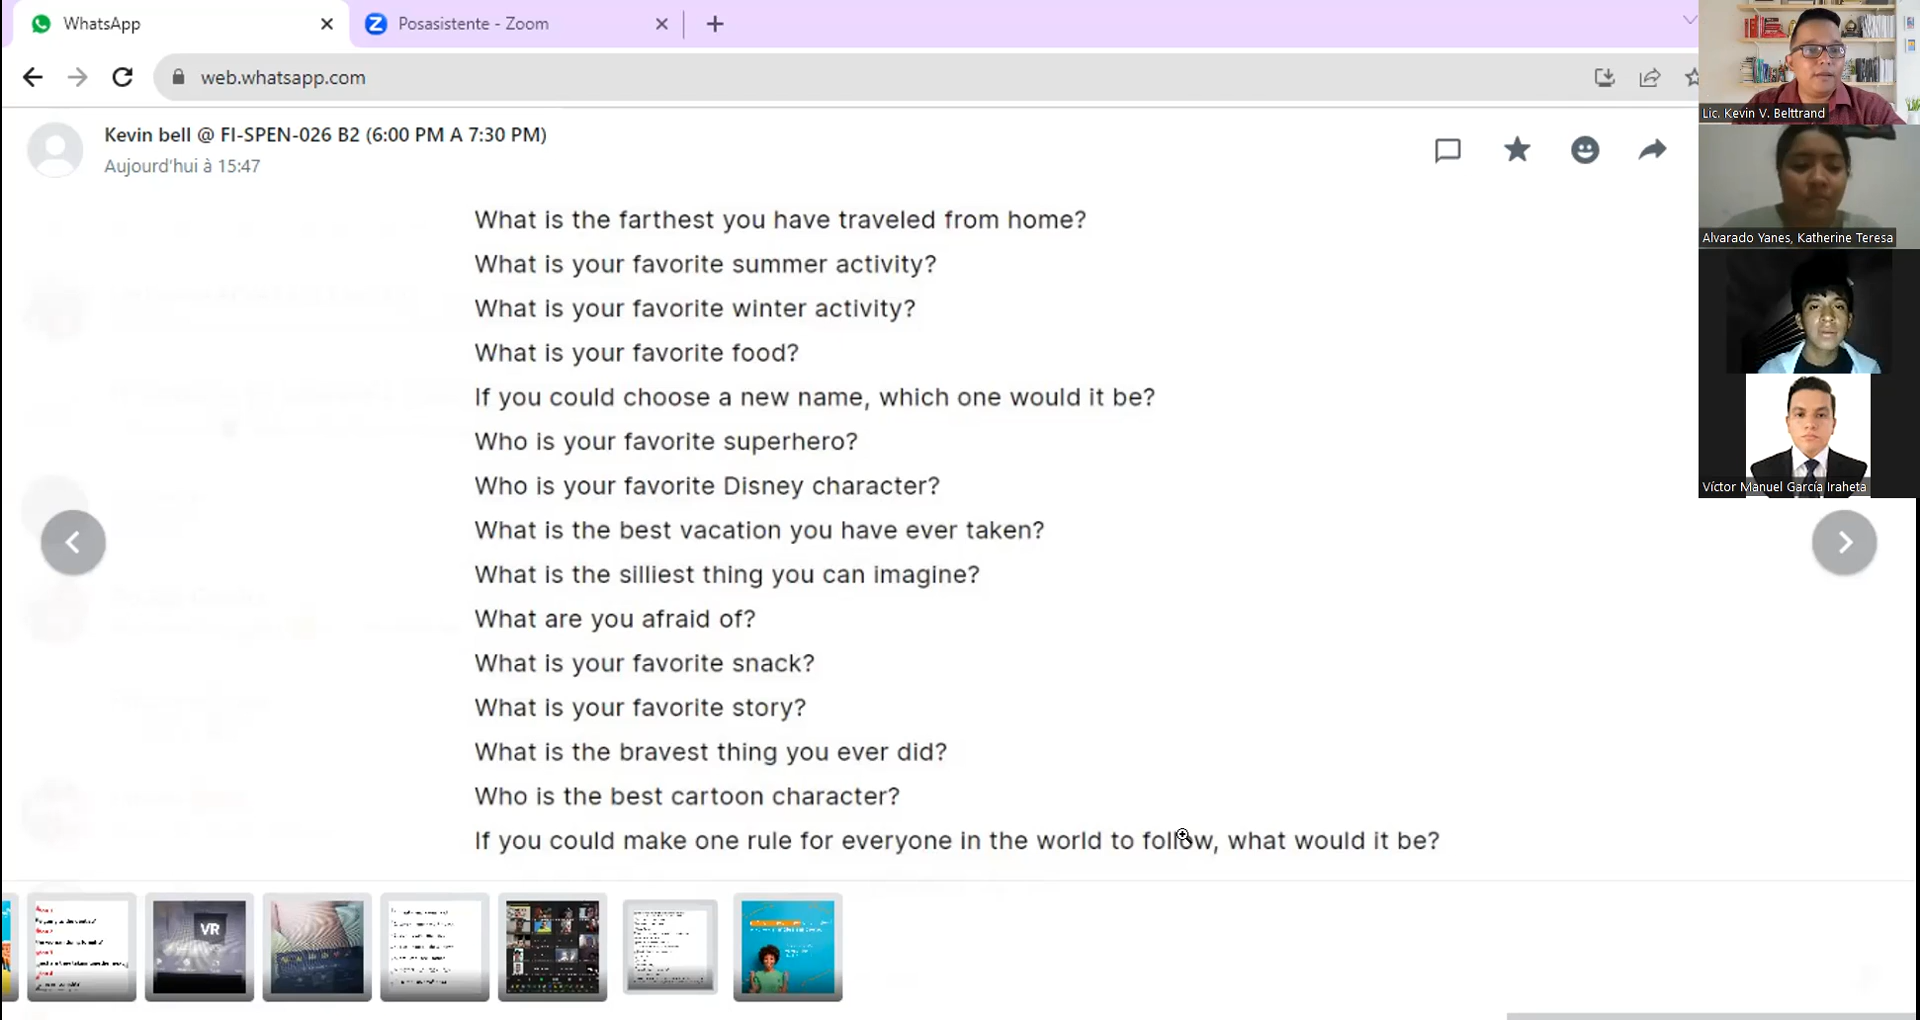 WhatsApp
Posasistente - Zoom
web.whatsapp.com
Kevin bell @ FI-SPEN-026 B2 (6:00 PM A 7:30 PM)
Aujourd'hui à 15:47
What is the farthest you have traveled from home?
What is your favorite summer activity?
What is your favorite winter activity?
What is your favorite food?
If you could choose a new name, which one would it be?
Who is your favorite superhero?
Who is your favorite Disney character?
What is the best vacation you have ever taken?
What is the silliest thing you can imagine?
What are you afraid of?
What is your favorite snack?
What is your favorite story?
What is the bravest thing you ever did?
Who is the best cartoon character?
If you could make one rule for everyone in the world to follow, what would it be?
Lic. Kevin V. Belttrand
Alvarado Yanes, Katherine Teresa
Víctor Manuel García Iraheta
VR